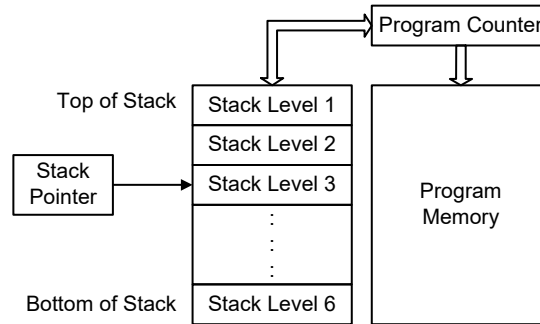 Program Counter
Top of Stack
Stack Level 1
Stack Level 2
Stack
Pointer
Stack Level 3
:
:
:
Program
Memory
Bottom of Stack
Stack Level 6